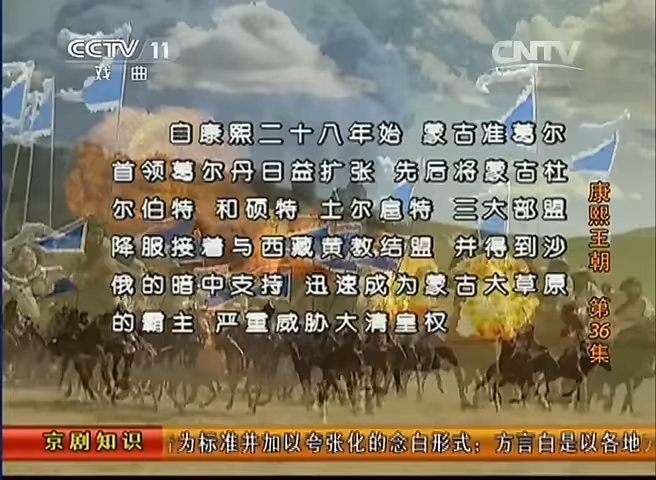 CCTV 11
戏曲
CNTV
自康熙二十八年始 蒙古准葛尔
首领葛尔丹日益扩张 先后将蒙古杜
尔伯特 和硕特 土尔扈特 三大部盟
降服接着与西藏黄教结盟 并得到沙
俄的暗中支持 迅速成为蒙古大草原
的霸主 严重威胁大清皇权
康熙王朝 第36集
京剧知识
为标准并加以夸张化的念白形式；方言白是以各地